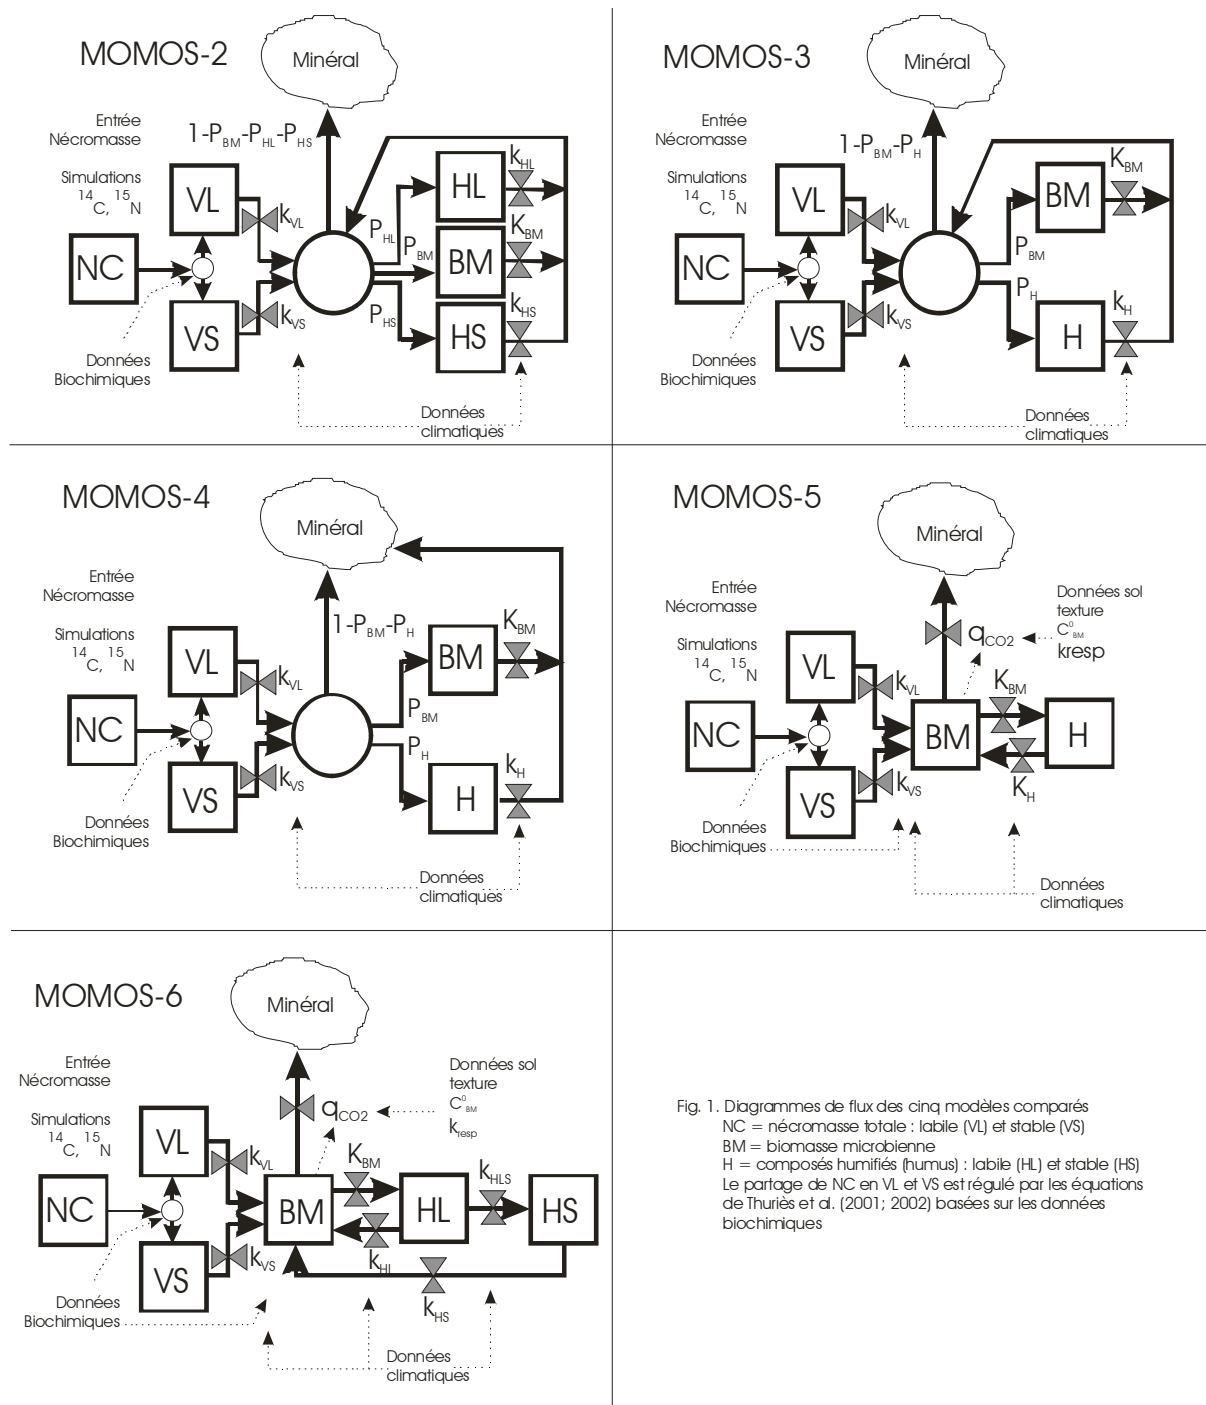 MOMOS-2
Minéral
Entrée
Nécromasse
1-P_BM-P_HL-P_HS
Simulations
14C, 15N
VL
k_VL
NC
VS
k_VS
P_HL
P_BM
P_HS
HL
k_HL
BM
K_BM
HS
k_HS
Données
Biochimiques
Données
climatiques
MOMOS-3
Minéral
Entrée
Nécromasse
1-P_BM-P_H
Simulations
14C, 15N
VL
k_VL
NC
VS
k_VS
P_BM
P_H
BM
K_BM
H
k_H
Données
Biochimiques
Données
climatiques
MOMOS-4
Minéral
Entrée
Nécromasse
1-P_BM-P_H
Simulations
14C, 15N
VL
k_VL
NC
VS
k_VS
P_BM
P_H
BM
K_BM
H
k_H
Données
Biochimiques
Données
climatiques
MOMOS-5
Minéral
Entrée
Nécromasse
Simulations
14C, 15N
q_CO2
Données sol
texture
C⁰_BM
kresp
VL
k_VL
NC
VS
k_VS
BM
K_BM
H
K_H
Données
Biochimiques
Données
climatiques
MOMOS-6
Minéral
Entrée
Nécromasse
Simulations
14C, 15N
q_CO2
Données sol
texture
C⁰_BM
k_resp
VL
k_VL
NC
VS
k_VS
BM
K_BM
HL
k_HL
k_HLS
HS
k_HS
Données
Biochimiques
Données
climatiques
Fig. 1. Diagrammes de flux des cinq modèles comparés
NC = nécromasse totale : labile (VL) et stable (VS)
BM = biomasse microbienne
H = composés humifiés (humus) : labile (HL) et stable (HS)
Le partage de NC en VL et VS est régulé par les équations
de Thuriès et al. (2001; 2002) basées sur les données
biochimiques